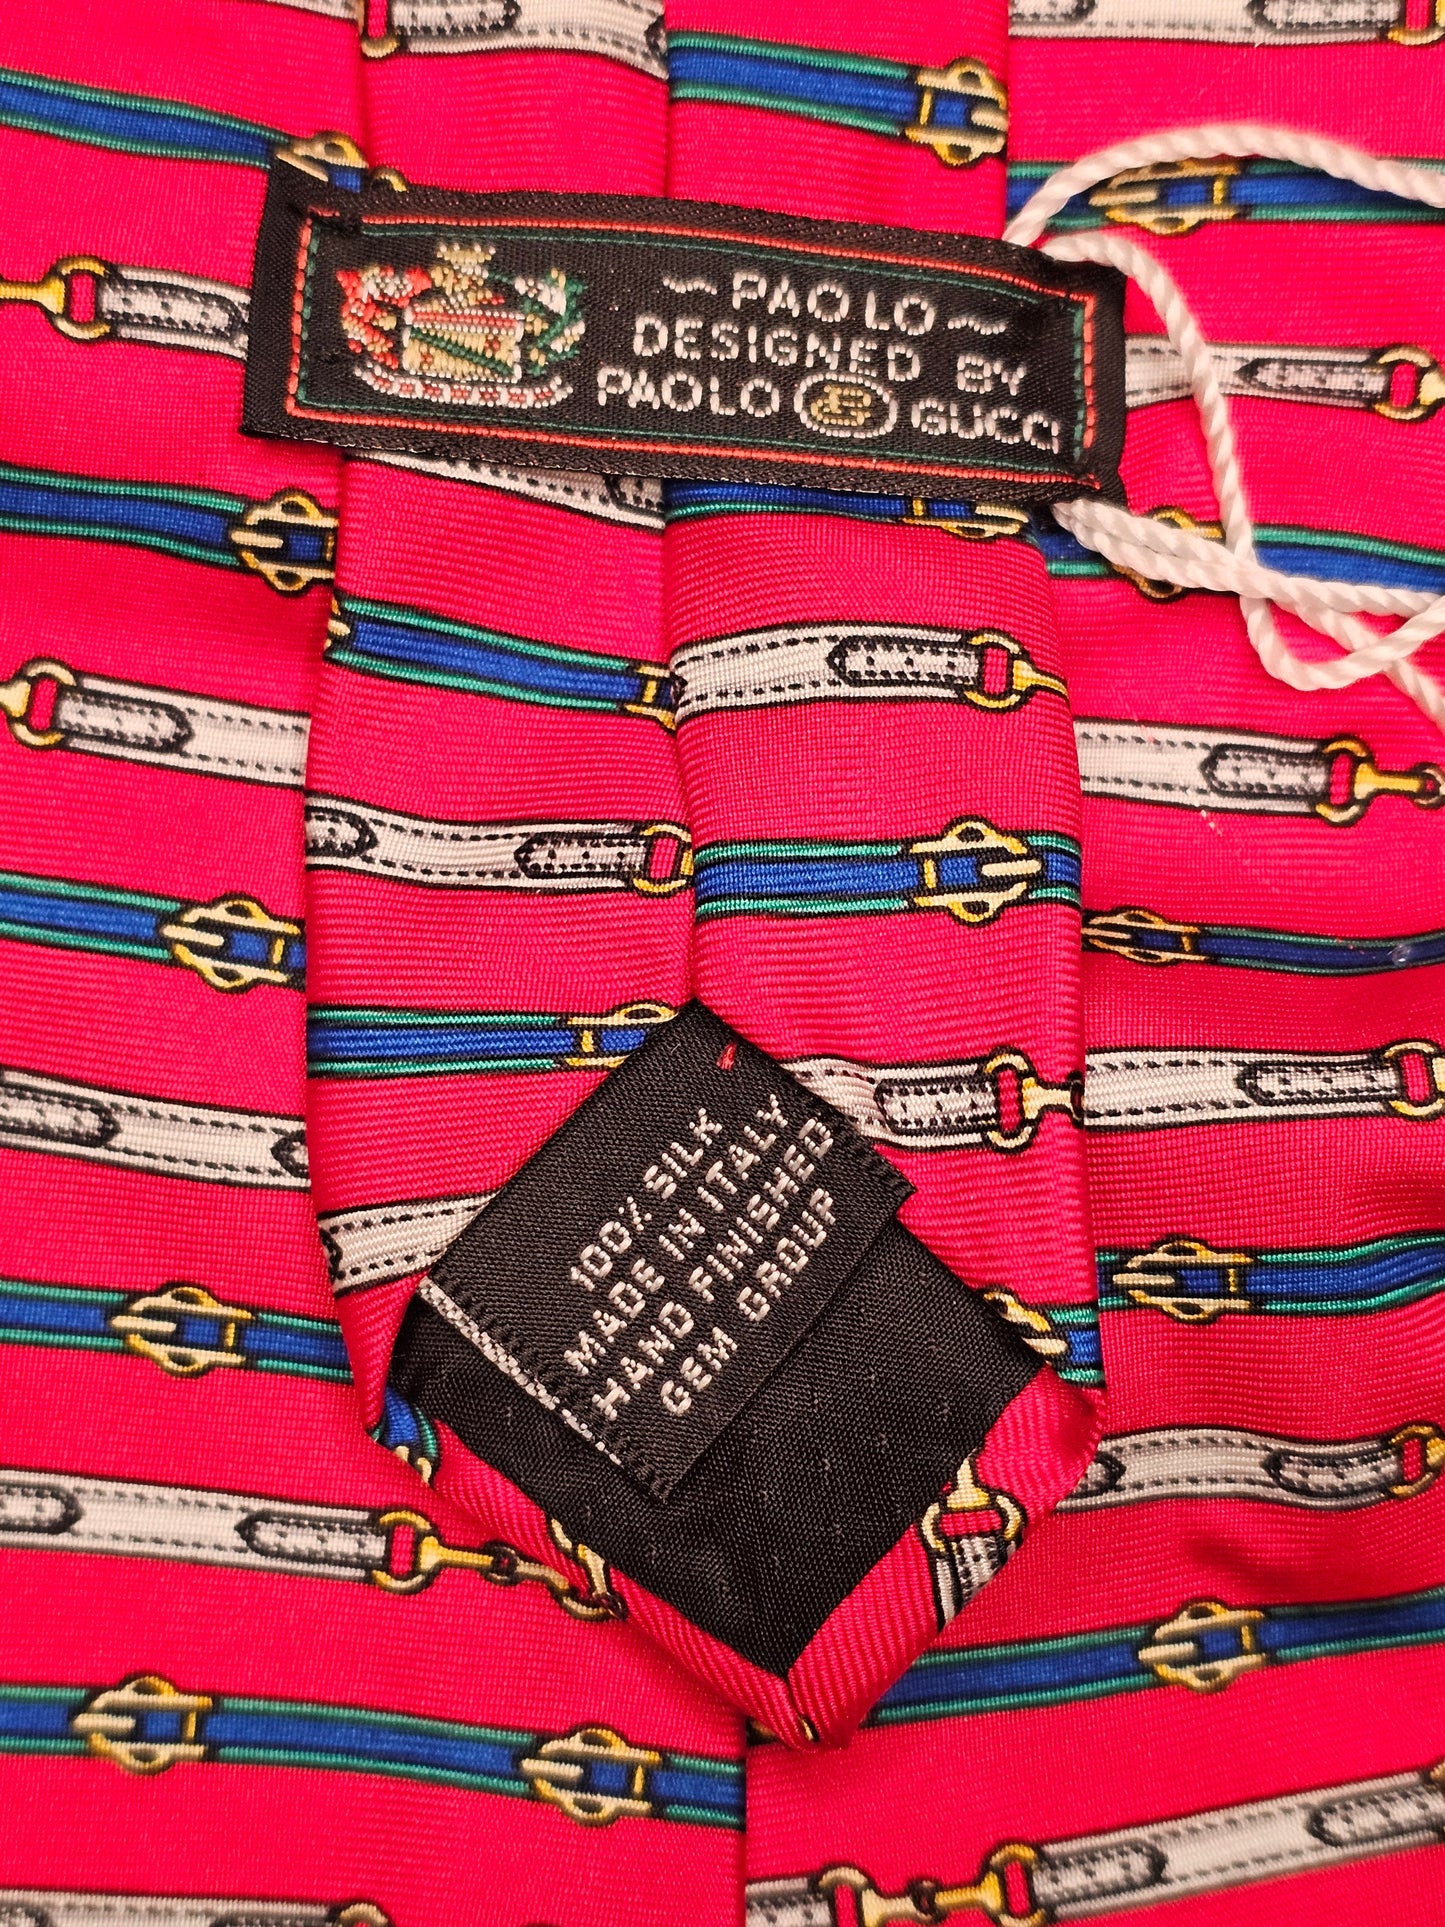 ~ PAOLO ~
DESIGNED BY
PAOLO G GUCCI
100% SILK
MADE IN ITALY
HAND FINISHED
GEM GROUP